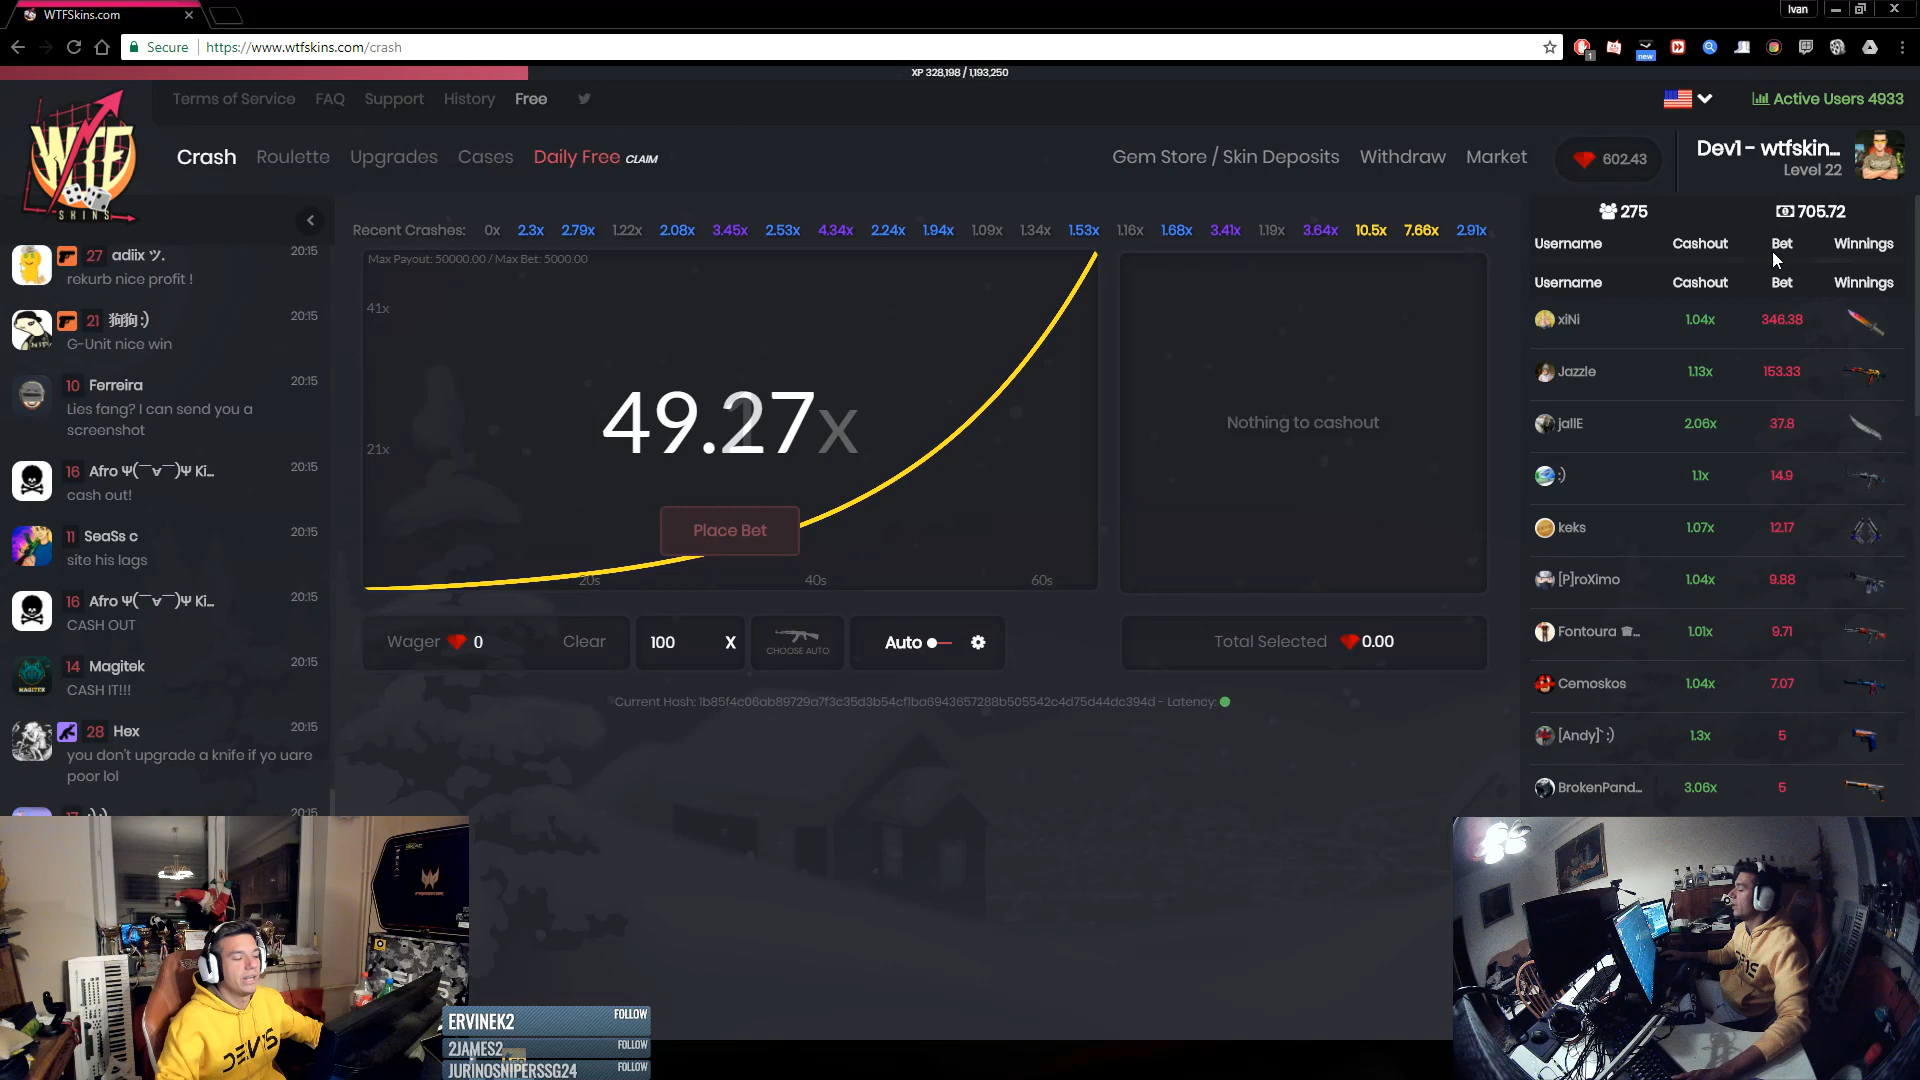 WTFSkins.com
Ivan
Secure
https://www.wtfskins.com/crash
1
new
XP 328,198 / 1,193,250
WTF
SKINS
Terms of Service
FAQ
Support
History
Free
Active Users 4933
Crash
Roulette
Upgrades
Cases
Daily Free CLAIM
Gem Store / Skin Deposits
Withdraw
Market
602.43
Dev1 - wtfskin...
Level 22
27 adiix ツ.
20:15
rekurb nice profit !
21 狗狗 :)
20:15
G-Unit nice win
10 Ferreira
20:15
Lies fang? I can send you a
screenshot
16 Afro Ψ(￣∀￣)Ψ Ki...
20:15
cash out!
11 SeaSs c
20:15
site his lags
16 Afro Ψ(￣∀￣)Ψ Ki...
20:15
CASH OUT
14 Magitek
20:15
CASH IT!!!
28 Hex
20:15
you don't upgrade a knife if yo uare
poor lol
20:15
Recent Crashes: 0x 2.3x 2.79x 1.22x 2.08x 3.45x 2.53x 4.34x 2.24x 1.94x 1.09x 1.34x 1.53x 1.16x 1.68x 3.41x 1.19x 3.64x 10.5x 7.66x 2.91x
Max Payout: 50000.00 / Max Bet: 5000.00
41x
21x
49.27x
Place Bet
20s
40s
60s
Nothing to cashout
Wager 0
Clear
100
X
CHOOSE AUTO
Auto
Total Selected 0.00
Current Hash: 1b85f4c06ab89729a7f3c35d3b54cf1ba6943657288b505542c4d75d44dc394d - Latency:
275
705.72
Username Cashout Bet Winnings
Username Cashout Bet Winnings
xiNi 1.04x 346.38
Jazzle 1.13x 153.33
jallE 2.06x 37.8
:) 1.1x 14.9
keks 1.07x 12.17
[P]roXimo 1.04x 9.88
Fontoura ♛... 1.01x 9.71
Cemoskos 1.04x 7.07
[Andy]` :) 1.3x 5
BrokenPand... 3.06x 5
ERVINEK2
FOLLOW
2JAMES2
FOLLOW
JURINOSNIPERSSG24
FOLLOW